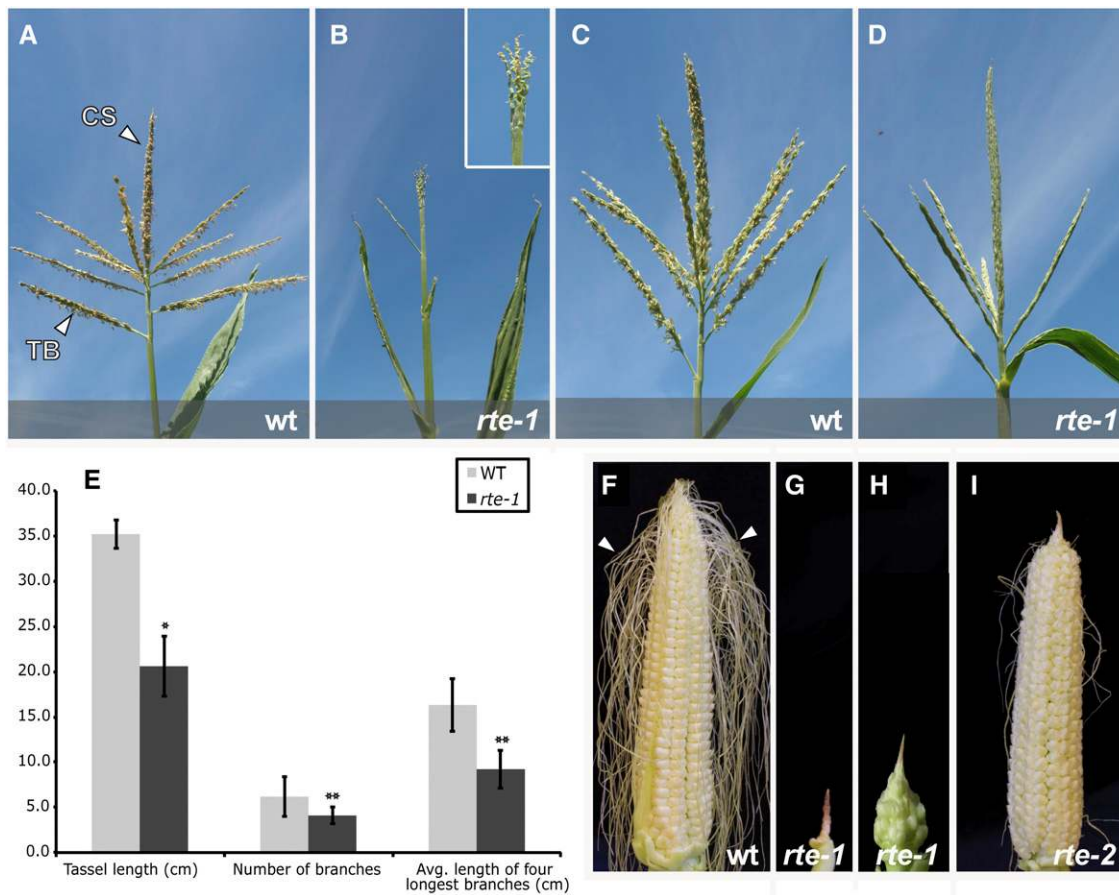 A
CS
TB
wt
B
rte-1
C
wt
D
rte-1
E
WT
rte-1
40.0
35.0
30.0
25.0
20.0
15.0
10.0
5.0
0.0
*
**
**
Tassel length (cm)
Number of branches
Avg. length of four
longest branches (cm)
F
wt
G
rte-1
H
rte-1
I
rte-2